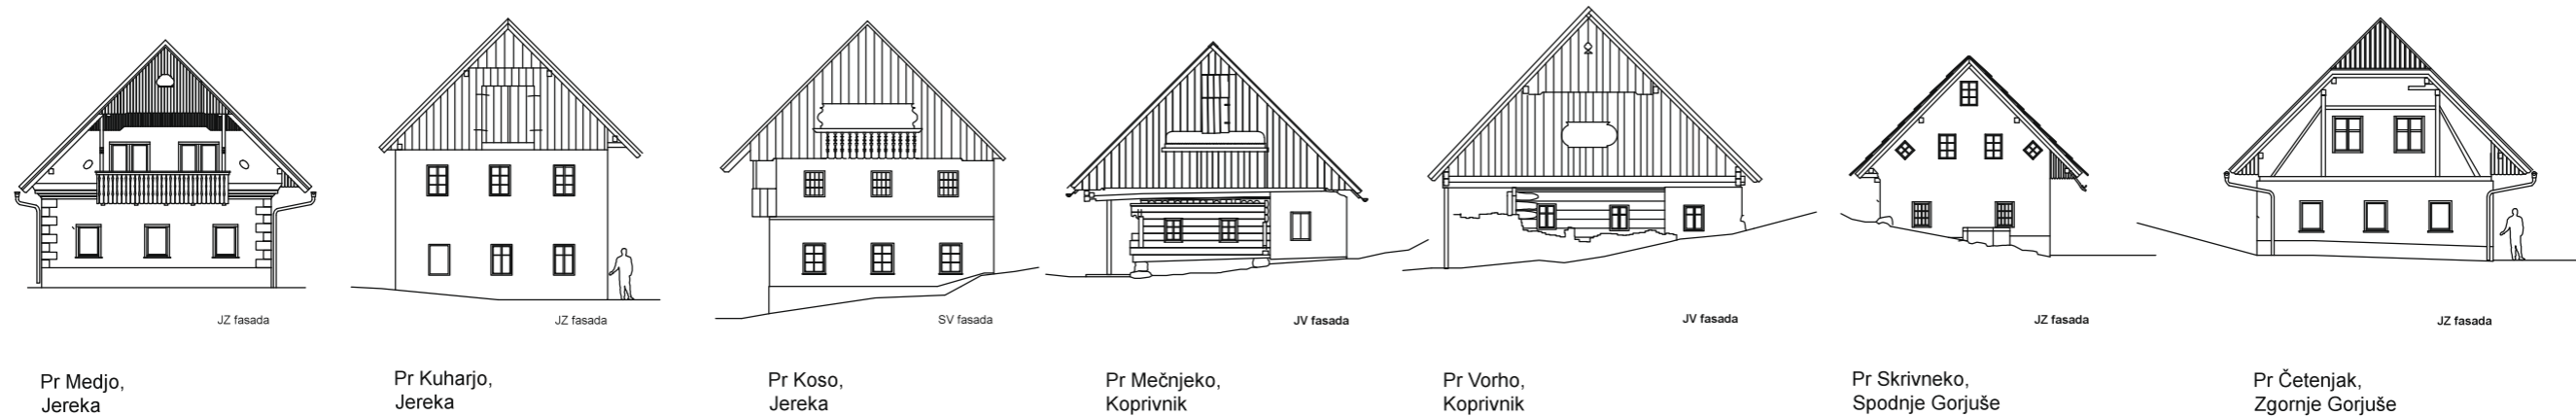 JZ fasada
JZ fasada
SV fasada
JV fasada
JV fasada
JZ fasada
JZ fasada
Pr Medjo,
Jereka
Pr Kuharjo,
Jereka
Pr Koso,
Jereka
Pr Mečnjeko,
Koprivnik
Pr Vorho,
Koprivnik
Pr Skrivneko,
Spodnje Gorjuše
Pr Četenjak,
Zgornje Gorjuše